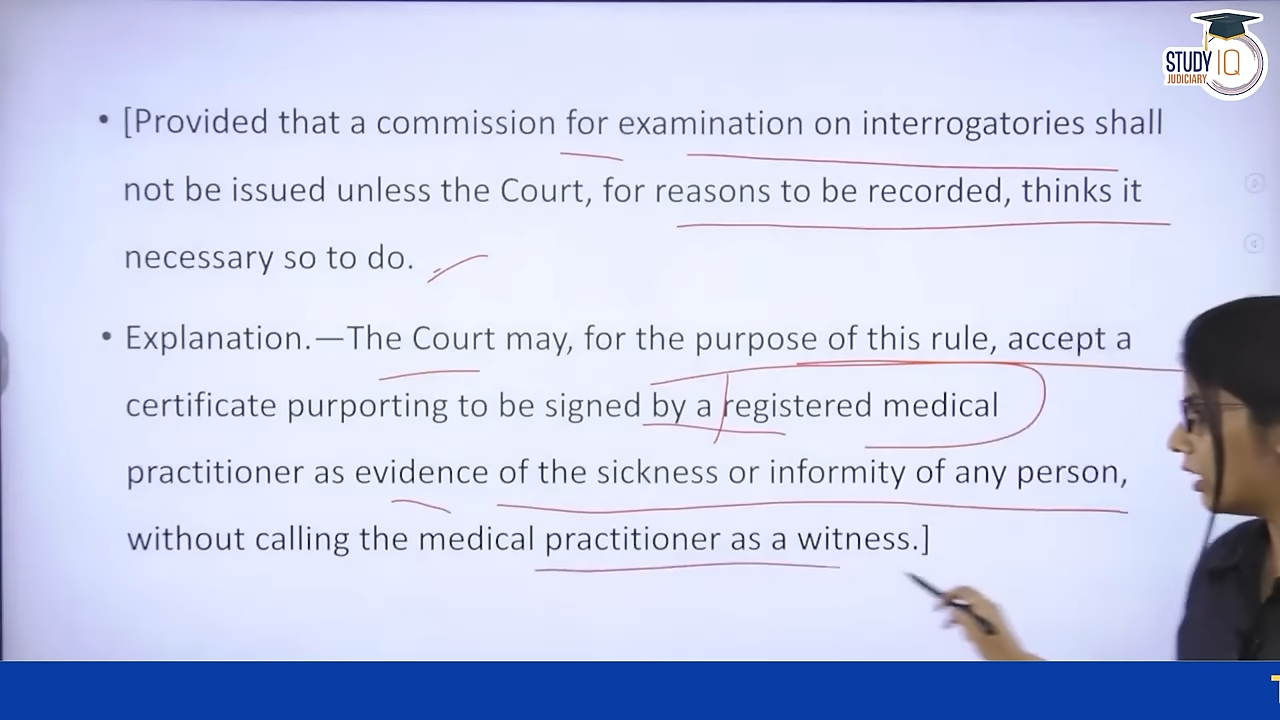 STUDY IQ
JUDICIARY
• [Provided that a commission for examination on interrogatories shall
not be issued unless the Court, for reasons to be recorded, thinks it
necessary so to do.
• Explanation.—The Court may, for the purpose of this rule, accept a
certificate purporting to be signed by a registered medical
practitioner as evidence of the sickness or informity of any person,
without calling the medical practitioner as a witness.]